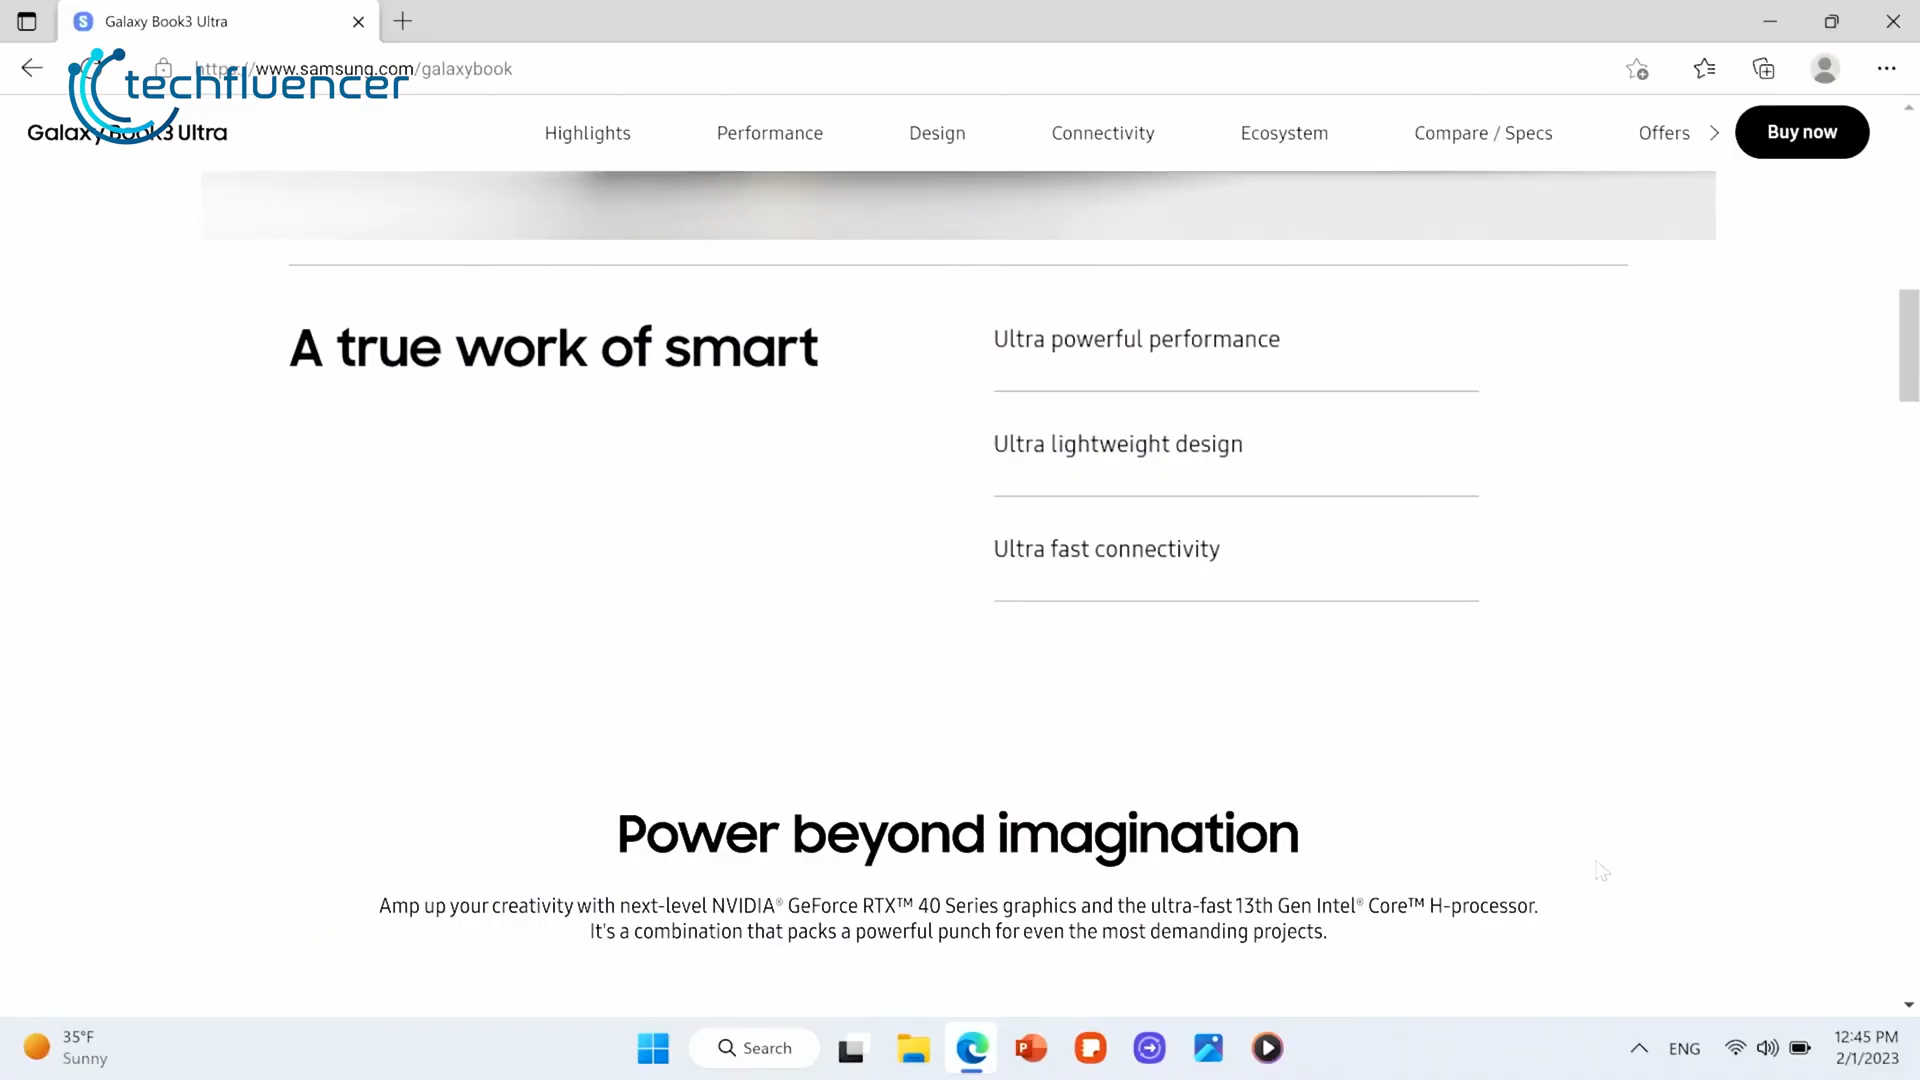 Galaxy Book3 Ultra
https://www.samsung.com/galaxybook
techfluencer
Galaxy Book3 Ultra
Highlights
Performance
Design
Connectivity
Ecosystem
Compare / Specs
Offers
Buy now
A true work of smart
Ultra powerful performance
Ultra lightweight design
Ultra fast connectivity
Power beyond imagination
Amp up your creativity with next-level NVIDIA® GeForce RTX™ 40 Series graphics and the ultra-fast 13th Gen Intel® Core™ H-processor.
It's a combination that packs a powerful punch for even the most demanding projects.
35°F
Sunny
Search
ENG
12:45 PM
2/1/2023